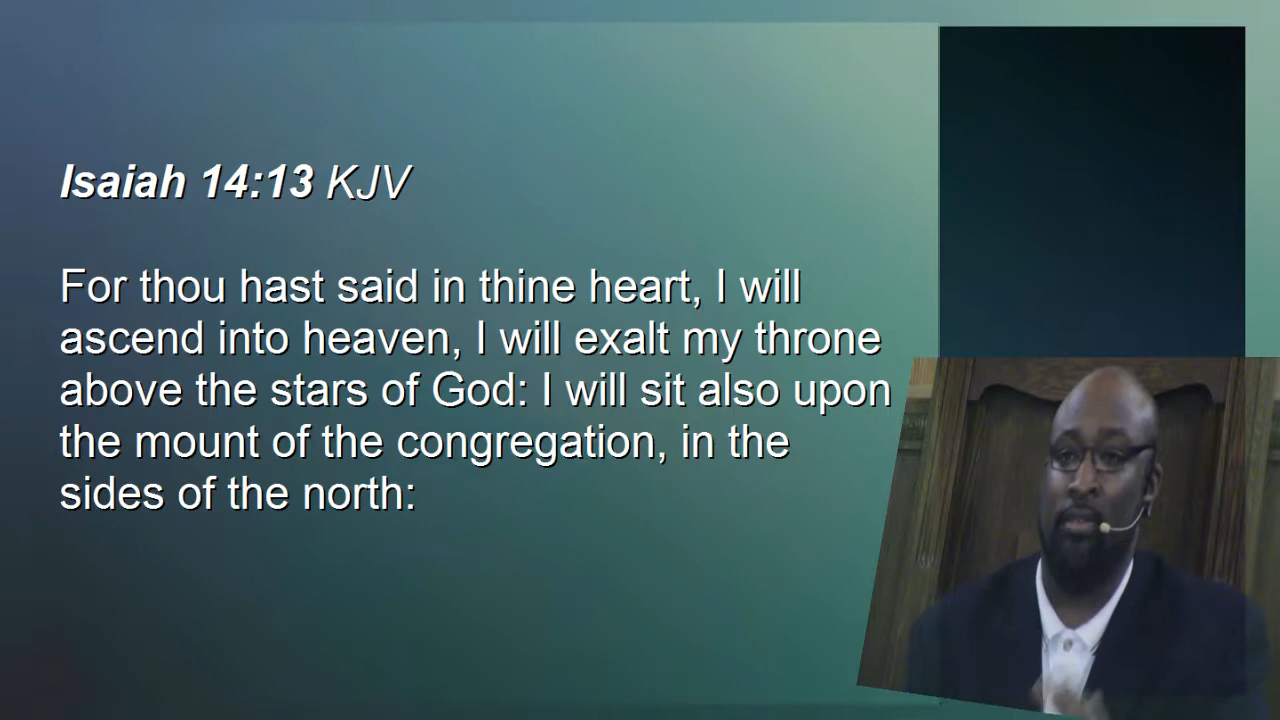 Isaiah 14:13 KJV
For thou hast said in thine heart, I will
ascend into heaven, I will exalt my throne
above the stars of God: I will sit also upon
the mount of the congregation, in the
sides of the north: